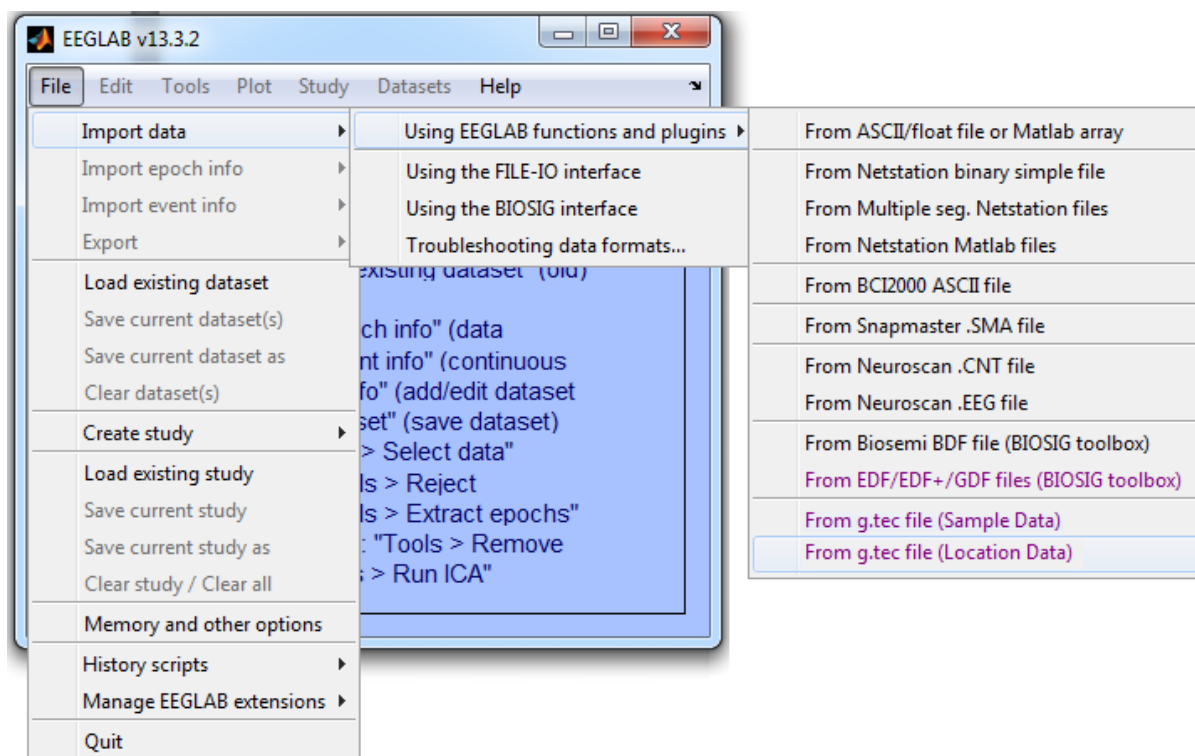 EEGLAB v13.3.2
File Edit Tools Plot Study Datasets Help
Import data
Import epoch info
Import event info
Export
Load existing dataset
Save current dataset(s)
Save current dataset as
Clear dataset(s)
Create study
Load existing study
Save current study
Save current study as
Clear study / Clear all
Memory and other options
History scripts
Manage EEGLAB extensions
Quit
Using EEGLAB functions and plugins
Using the FILE-IO interface
Using the BIOSIG interface
Troubleshooting data formats...
From ASCII/float file or Matlab array
From Netstation binary simple file
From Multiple seg. Netstation files
From Netstation Matlab files
From BCI2000 ASCII file
From Snapmaster .SMA file
From Neuroscan .CNT file
From Neuroscan .EEG file
From Biosemi BDF file (BIOSIG toolbox)
From EDF/EDF+/GDF files (BIOSIG toolbox)
From g.tec file (Sample Data)
From g.tec file (Location Data)
existing dataset" (old)
ch info" (data
nt info" (continuous
fo" (add/edit dataset
set" (save dataset)
> Select data"
ls > Reject
ls > Extract epochs"
: "Tools > Remove
> Run ICA"